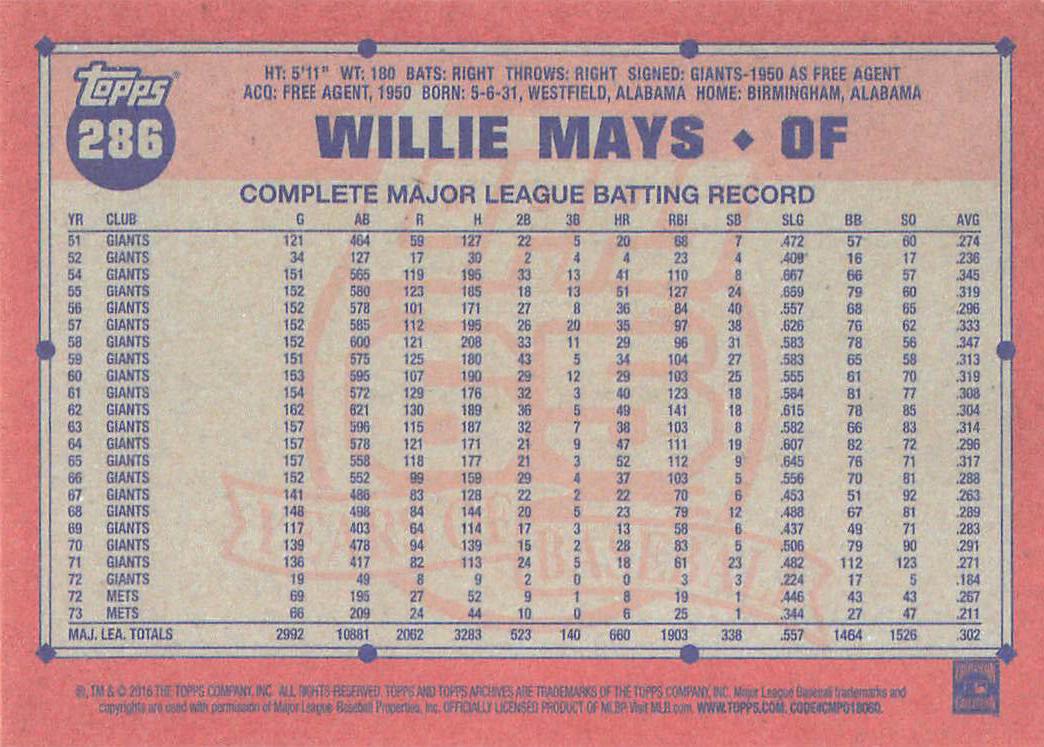 Topps®
286
HT: 5'11" WT: 180 BATS: RIGHT THROWS: RIGHT SIGNED: GIANTS-1950 AS FREE AGENT
ACQ: FREE AGENT, 1950 BORN: 5-6-31, WESTFIELD, ALABAMA HOME: BIRMINGHAM, ALABAMA
WILLIE MAYS ◆ OF
COMPLETE MAJOR LEAGUE BATTING RECORD
YR CLUB G AB R H 2B 3B HR RBI SB SLG BB SO AVG
51 GIANTS 121 464 59 127 22 5 20 68 7 .472 57 60 .274
52 GIANTS 34 127 17 30 2 4 4 23 4 .409 16 17 .236
54 GIANTS 151 565 119 195 33 13 41 110 8 .667 66 57 .345
55 GIANTS 152 580 123 185 18 13 51 127 24 .659 79 60 .319
56 GIANTS 152 578 101 171 27 8 36 84 40 .557 68 65 .296
57 GIANTS 152 585 112 195 26 20 35 97 38 .626 76 62 .333
58 GIANTS 152 600 121 208 33 11 29 96 31 .583 78 56 .347
59 GIANTS 151 575 125 180 43 5 34 104 27 .583 65 58 .313
60 GIANTS 153 595 107 190 29 12 29 103 25 .555 61 70 .319
61 GIANTS 154 572 129 176 32 3 40 123 18 .584 81 77 .308
62 GIANTS 162 621 130 189 36 5 49 141 18 .615 78 85 .304
63 GIANTS 157 596 115 187 32 7 38 103 8 .582 66 83 .314
64 GIANTS 157 578 121 171 21 9 47 111 19 .607 82 72 .296
65 GIANTS 157 558 118 177 21 3 52 112 9 .645 76 71 .317
66 GIANTS 152 552 99 159 29 4 37 103 5 .556 70 81 .288
67 GIANTS 141 486 83 128 22 2 22 70 6 .453 51 92 .263
68 GIANTS 148 498 84 144 20 5 23 79 12 .488 67 81 .289
69 GIANTS 117 403 64 114 17 3 13 58 6 .437 49 71 .283
70 GIANTS 139 478 94 139 15 2 28 83 5 .506 79 90 .291
71 GIANTS 136 417 82 113 24 5 18 61 23 .482 112 123 .271
72 GIANTS 19 49 8 9 2 0 0 3 3 .224 17 5 .184
72 METS 69 195 27 52 9 1 8 19 1 .446 43 43 .267
73 METS 66 209 24 44 10 0 6 25 1 .344 27 47 .211
MAJ. LEA. TOTALS 2992 10881 2062 3283 523 140 660 1903 338 .557 1464 1526 .302
65
YEARS OF BASEBALL
®, TM & © 2016 THE TOPPS COMPANY, INC. ALL RIGHTS RESERVED. TOPPS AND TOPPS ARCHIVES ARE TRADEMARKS OF THE TOPPS COMPANY, INC. Major League Baseball trademarks and
copyrights are used with permission of Major League Baseball Properties, Inc. OFFICIALLY LICENSED PRODUCT OF MLBP. Visit MLB.com. WWW.TOPPS.COM. CODE#CMP018060.